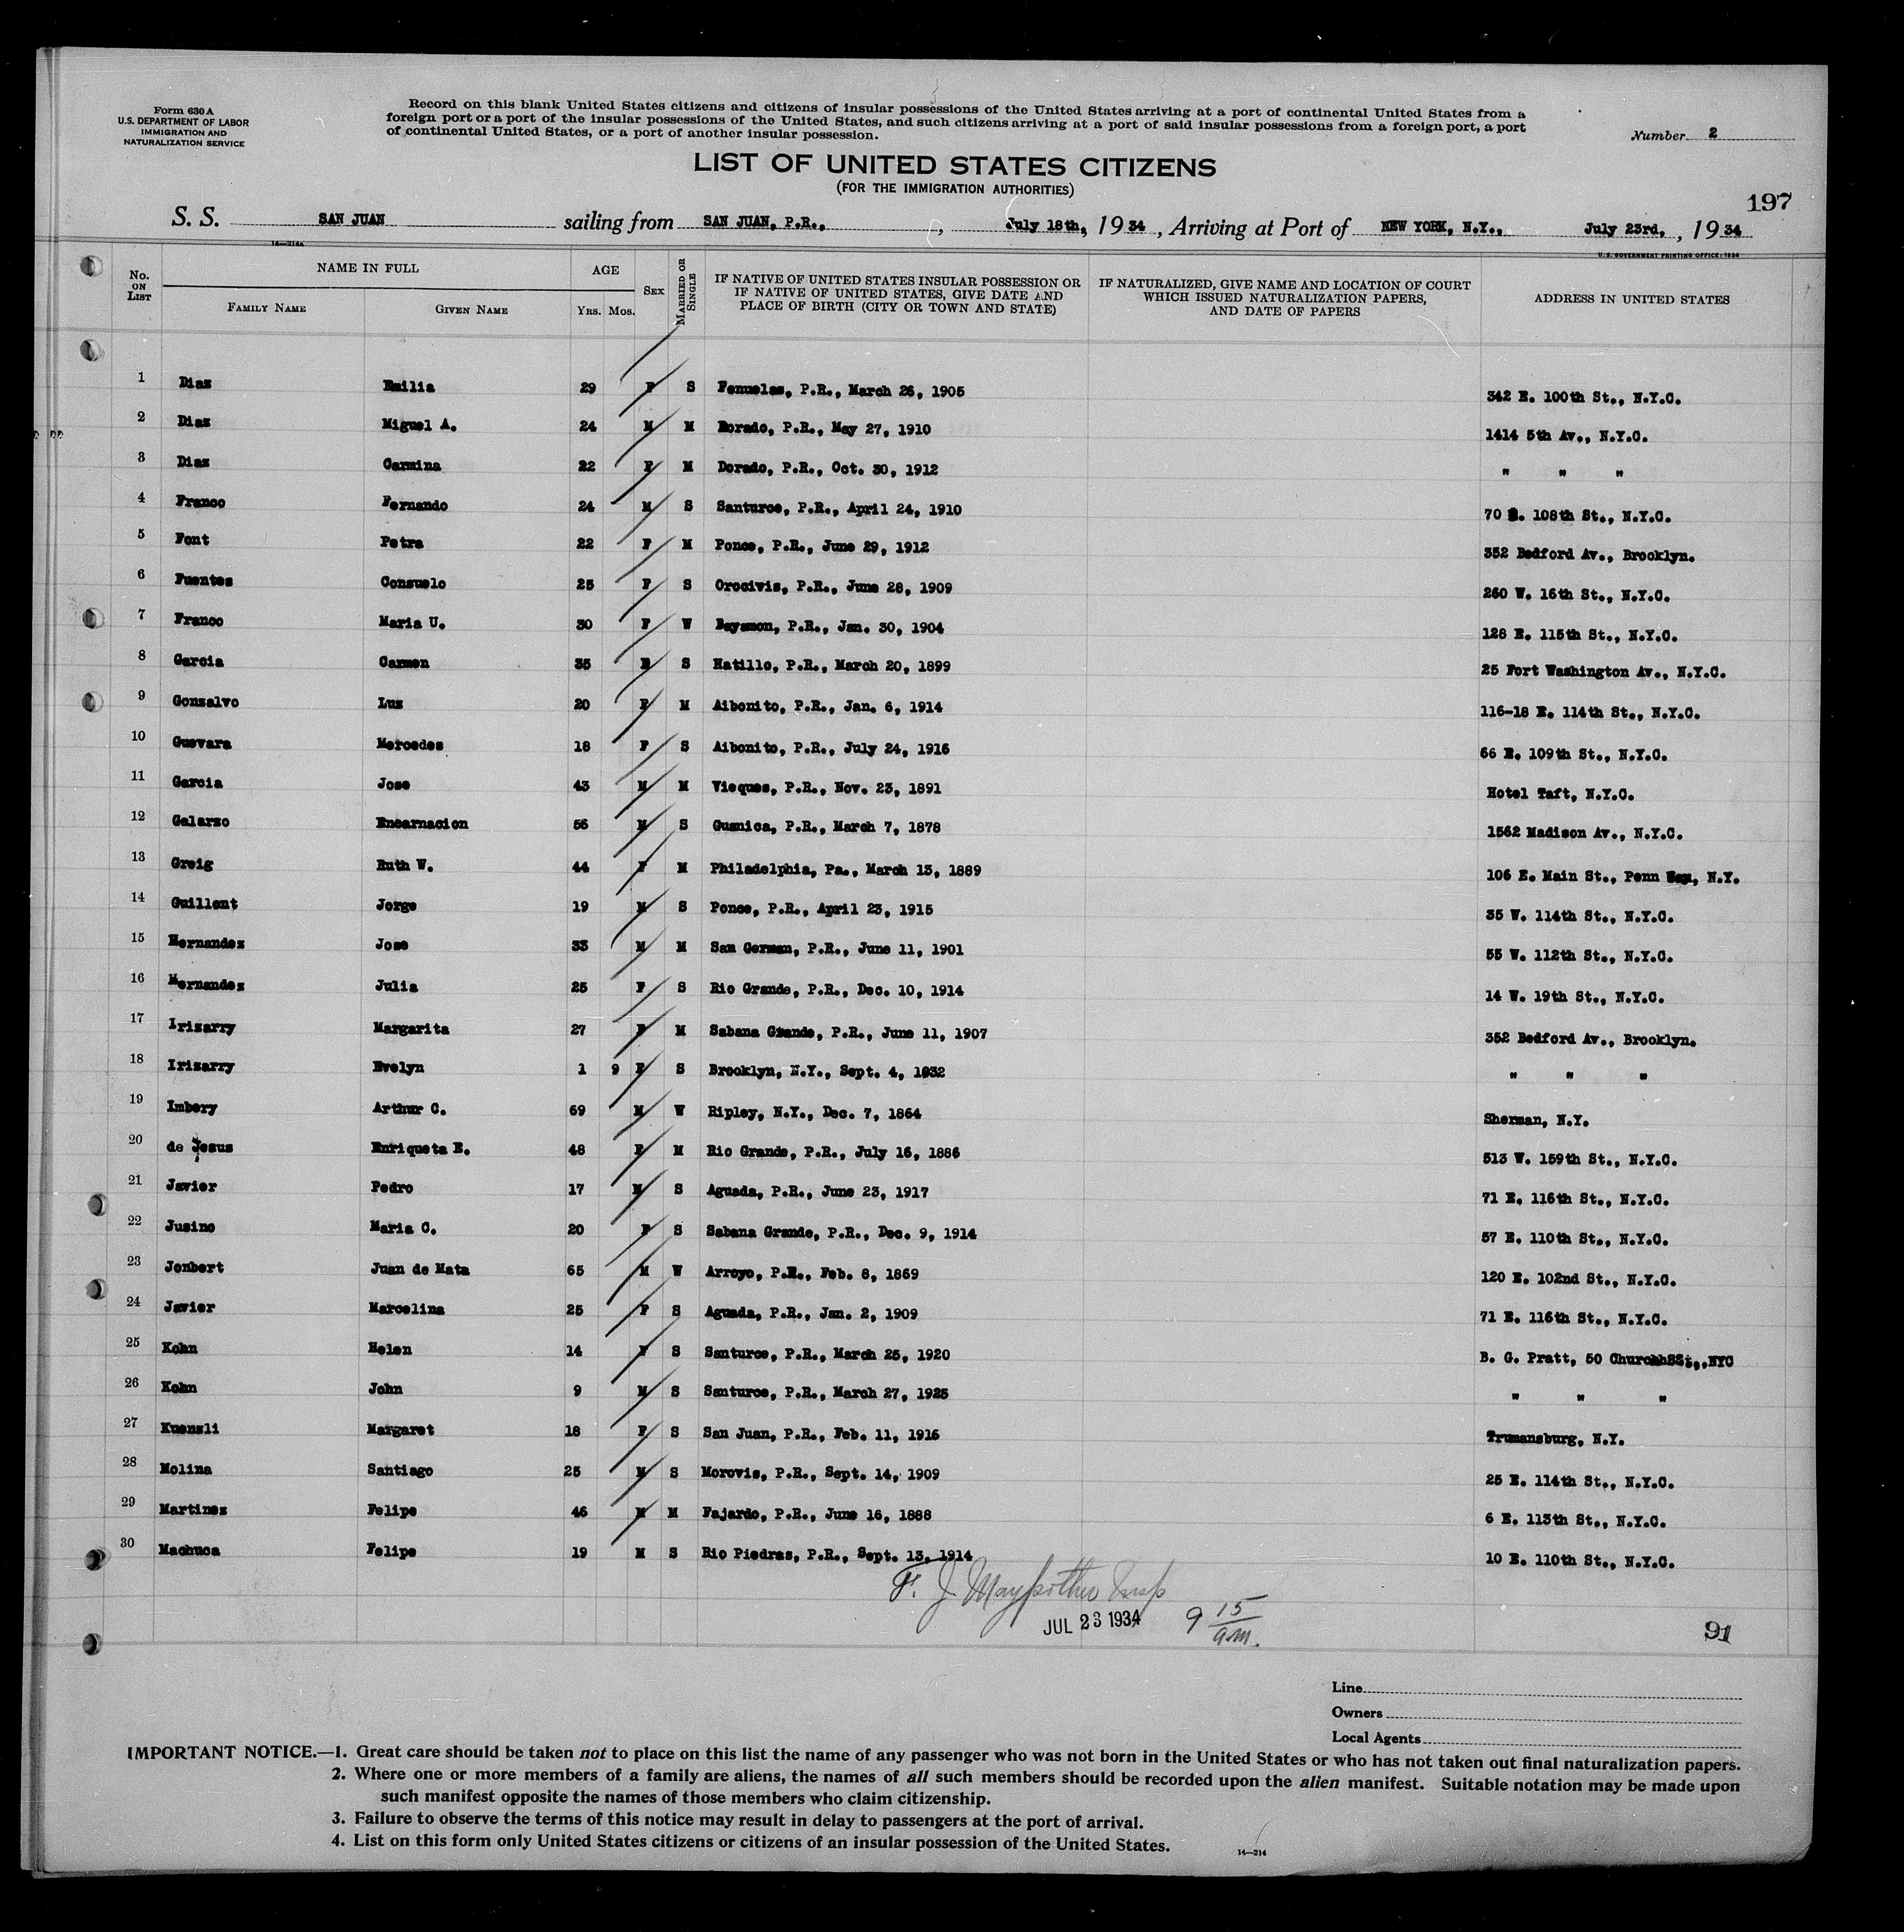 Form 630 A
U.S. DEPARTMENT OF LABOR
IMMIGRATION AND
NATURALIZATION SERVICE
Record on this blank United States citizens and citizens of insular possessions of the United States arriving at a port of continental United States from a
foreign port or a port of the insular possessions of the United States, and such citizens arriving at a port of said insular possessions from a foreign port, a port
of continental United States, or a port of another insular possession.
Number 2
LIST OF UNITED STATES CITIZENS
(FOR THE IMMIGRATION AUTHORITIES)
197
S. S. SAN JUAN sailing from SAN JUAN, P.R., , July 18th, 1934, Arriving at Port of NEW YORK, N.Y., July 23rd, , 1934
14—214a U.S. GOVERNMENT PRINTING OFFICE: 1934
No. ON LIST NAME IN FULL FAMILY NAME GIVEN NAME AGE YRS. MOS. SEX MARRIED OR SINGLE IF NATIVE OF UNITED STATES INSULAR POSSESSION OR IF NATIVE OF UNITED STATES, GIVE DATE AND PLACE OF BIRTH (CITY OR TOWN AND STATE) IF NATURALIZED, GIVE NAME AND LOCATION OF COURT WHICH ISSUED NATURALIZATION PAPERS, AND DATE OF PAPERS ADDRESS IN UNITED STATES
1 Diaz Emilia 29 F S Penuelas, P.R., March 26, 1905 342 E. 100th St., N.Y.C.
2 Diaz Miguel A. 24 M M Dorado, P.R., May 27, 1910 1414 5th Av., N.Y.C.
3 Diaz Carmina 22 F M Dorado, P.R., Oct. 30, 1912 " " "
4 Franco Fernando 24 M S Santurce, P.R., April 24, 1910 70 E. 108th St., N.Y.C.
5 Font Petra 22 F M Ponce, P.R., June 29, 1912 352 Bedford Av., Brooklyn.
6 Fuentes Consuelo 25 F S Orocivis, P.R., June 28, 1909 260 W. 16th St., N.Y.C.
7 Franco Maria U. 30 F W Bayamon, P.R., Jan. 30, 1904 128 E. 115th St., N.Y.C.
8 Garcia Carmen 35 F S Hatillo, P.R., March 20, 1899 25 Fort Washington Av., N.Y.C.
9 Gonzalvo Luz 20 F M Aibonito, P.R., Jan. 6, 1914 116-18 E. 114th St., N.Y.C.
10 Guevara Mercedes 18 F S Aibonito, P.R., July 24, 1916 66 E. 109th St., N.Y.C.
11 Garcia Jose 43 M M Vieques, P.R., Nov. 23, 1891 Hotel Taft, N.Y.C.
12 Galarzo Encarnacion 56 M S Guanica, P.R., March 7, 1878 1562 Madison Av., N.Y.C.
13 Greig Ruth W. 44 F M Philadelphia, Pa., March 13, 1889 106 E. Main St., Penn Yan, N.Y.
14 Guillent Jorge 19 M S Ponce, P.R., April 23, 1915 35 W. 114th St., N.Y.C.
15 Hernandez Jose 33 M M San German, P.R., June 11, 1901 55 W. 112th St., N.Y.C.
16 Hernandez Julia 25 F S Rio Grande, P.R., Dec. 10, 1914 14 W. 19th St., N.Y.C.
17 Irizarry Margarita 27 F M Sabana Grande, P.R., June 11, 1907 352 Bedford Av., Brooklyn.
18 Irizarry Evelyn 1 9 F S Brooklyn, N.Y., Sept. 4, 1932 " " "
19 Imbery Arthur C. 69 M W Ripley, N.Y., Dec. 7, 1864 Sherman, N.Y.
20 de Jesus Enriqueta E. 48 F M Rio Grande, P.R., July 16, 1886 513 W. 159th St., N.Y.C.
21 Javier Pedro 17 M S Aguada, P.R., June 23, 1917 71 E. 116th St., N.Y.C.
22 Jusino Maria C. 20 F S Sabana Grande, P.R., Dec. 9, 1914 57 E. 110th St., N.Y.C.
23 Jonbert Juan de Mata 65 M W Arroyo, P.R., Feb. 8, 1869 120 E. 102nd St., N.Y.C.
24 Javier Marcelina 25 F S Aguada, P.R., Jan. 2, 1909 71 E. 116th St., N.Y.C.
25 Kohn Helen 14 F S Santurce, P.R., March 25, 1920 B. G. Pratt, 50 Church St., NYC
26 Kohn John 9 M S Santurce, P.R., March 27, 1925 " " "
27 Kuenzli Margaret 18 F S San Juan, P.R., Feb. 11, 1916 Trumansburg, N.Y.
28 Molina Santiago 25 M S Morovis, P.R., Sept. 14, 1909 25 E. 114th St., N.Y.C.
29 Martinez Felipe 46 M M Fajardo, P.R., June 16, 1888 6 E. 113th St., N.Y.C.
30 Machuca Felipe 19 M S Rio Piedras, P.R., Sept. 13, 1914 10 E. 110th St., N.Y.C.
JUL 23 1934 9 15 a.m.
91
Line
Owners
Local Agents
IMPORTANT NOTICE.—1. Great care should be taken not to place on this list the name of any passenger who was not born in the United States or who has not taken out final naturalization papers.
2. Where one or more members of a family are aliens, the names of all such members should be recorded upon the alien manifest. Suitable notation may be made upon
such manifest opposite the names of those members who claim citizenship.
3. Failure to observe the terms of this notice may result in delay to passengers at the port of arrival.
4. List on this form only United States citizens or citizens of an insular possession of the United States.
14—214